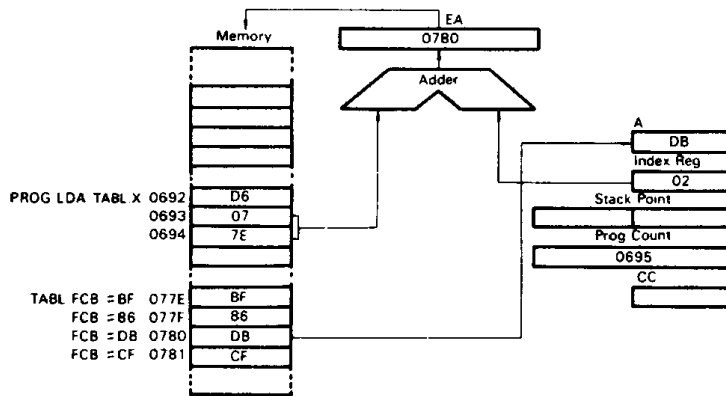 EA
Memory
0780
Adder
A
DB
Index Reg
02
Stack Point
Prog Count
0695
CC
PROG LDA TABL X 0692 D6
0693 07
0694 7E
TABL FCB =BF 077E BF
FCB =86 077F 86
FCB =DB 0780 DB
FCB =CF 0781 CF